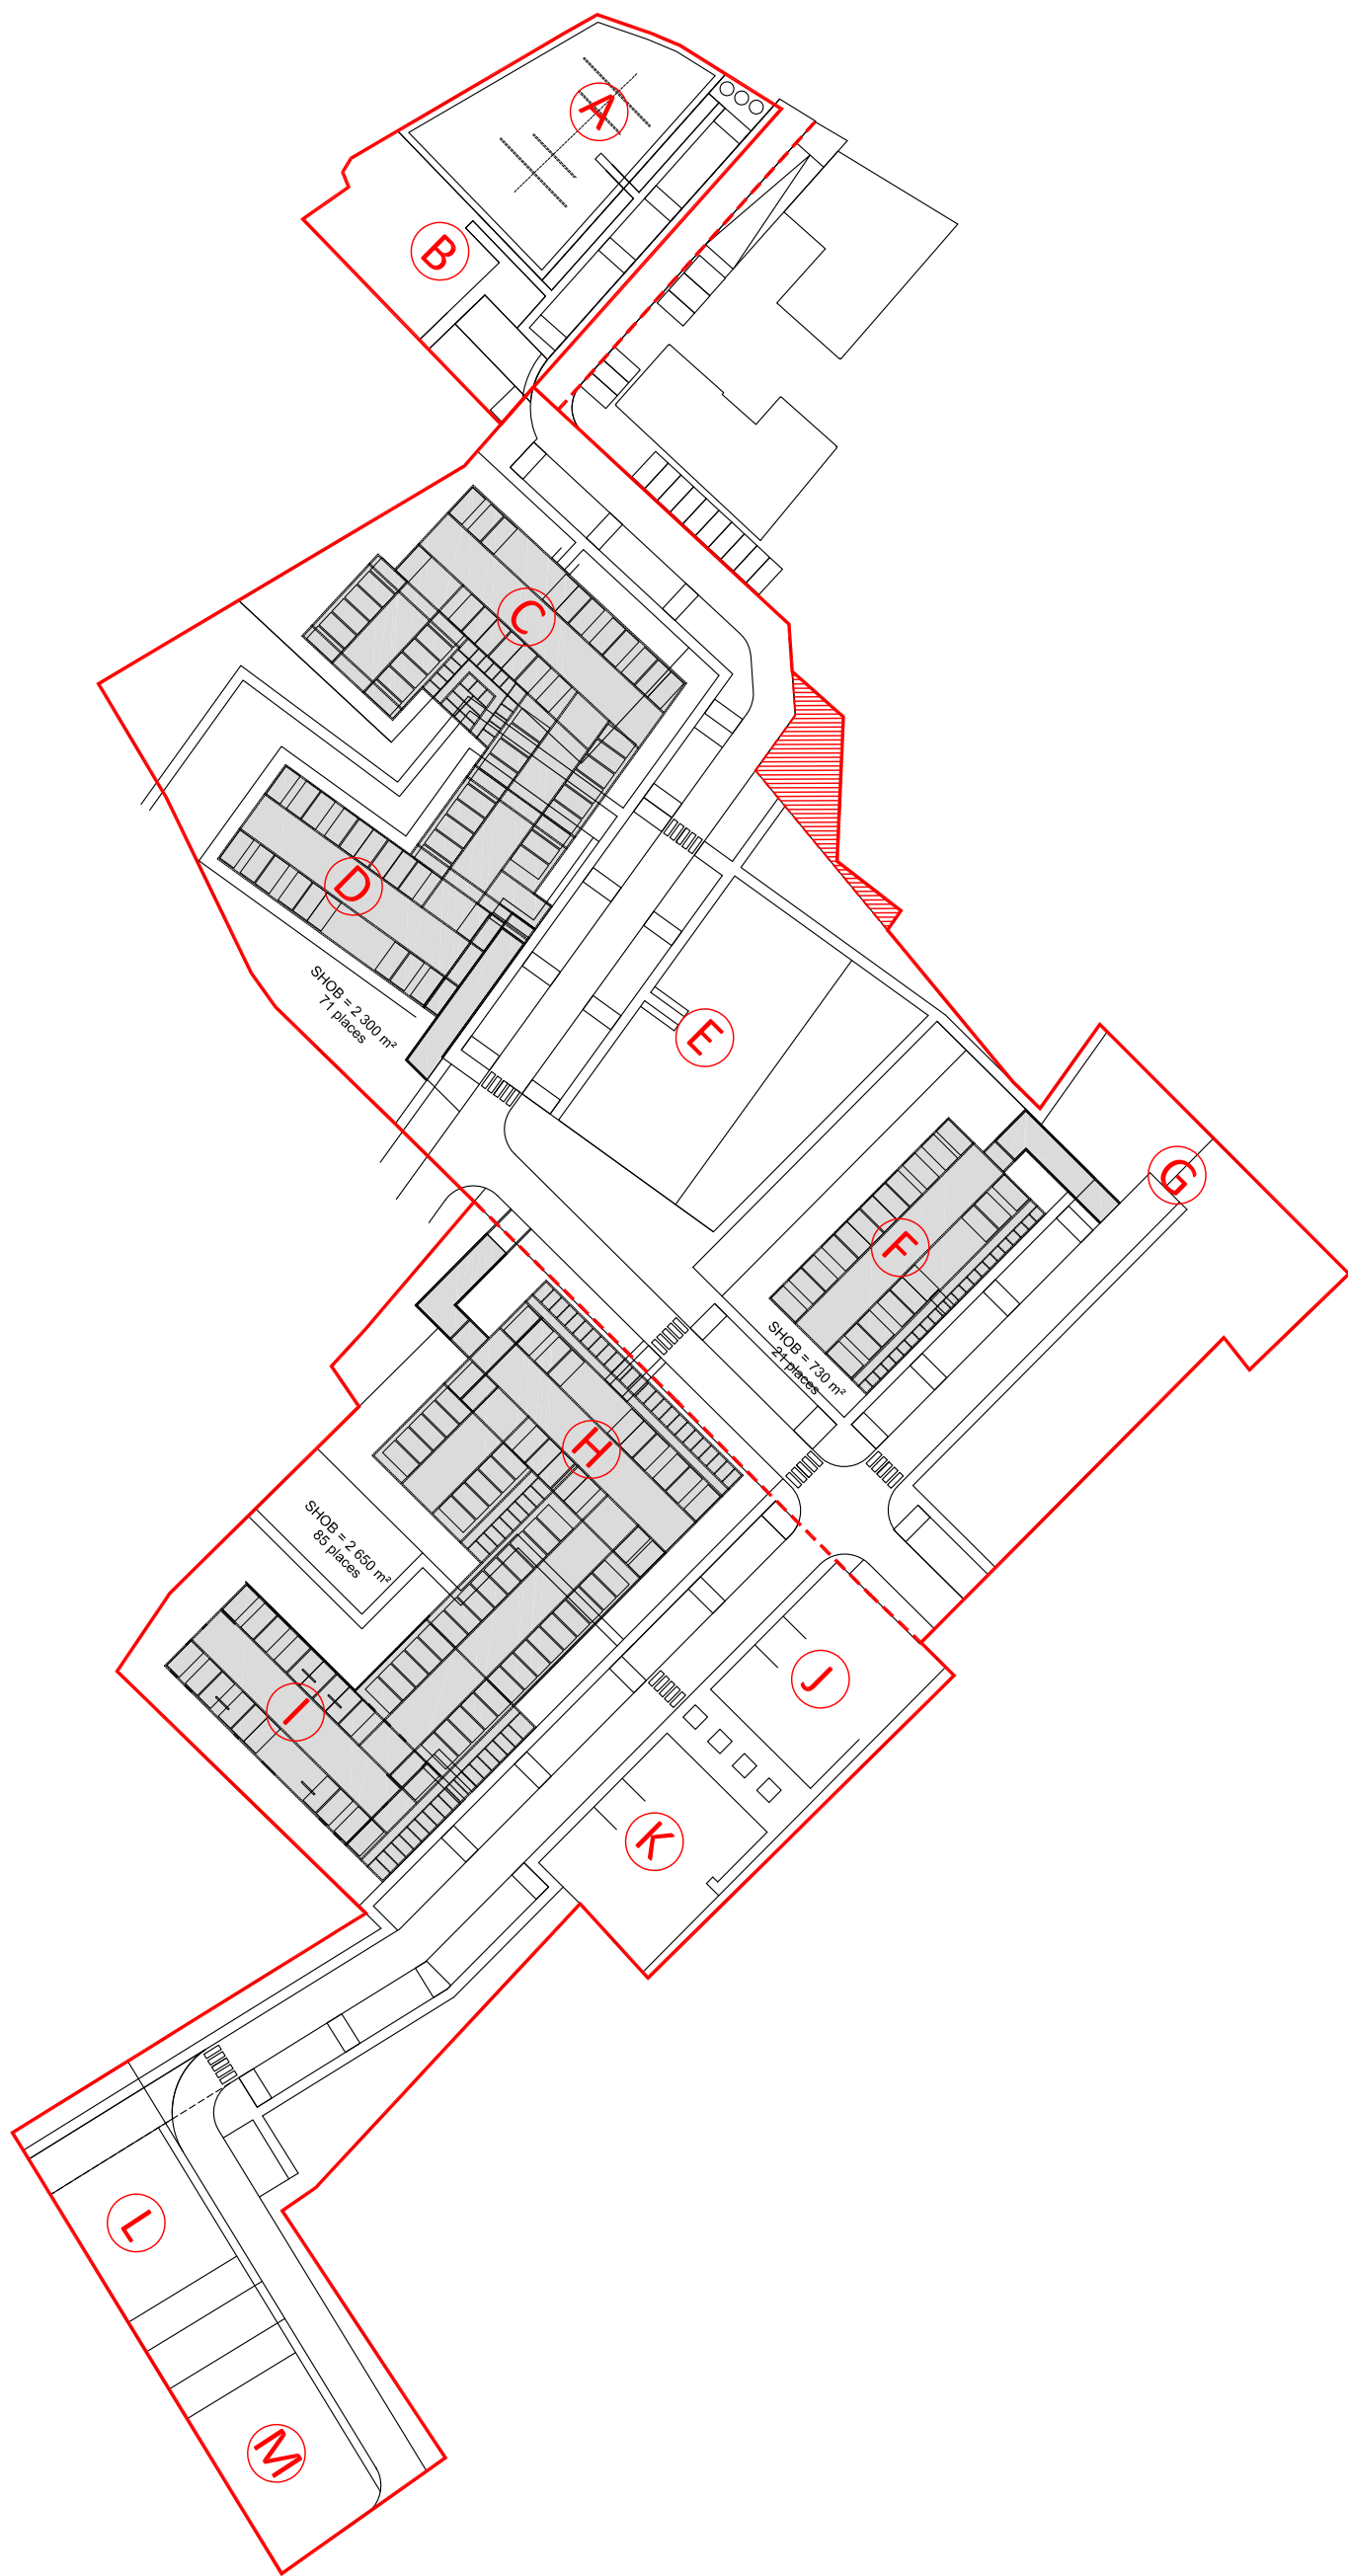 A
B
C
D
SHOB = 2 300 m²
71 places
E
G
F
SHOB = 730 m²
21 places
H
SHOB = 2 650 m²
85 places
I
J
K
L
M